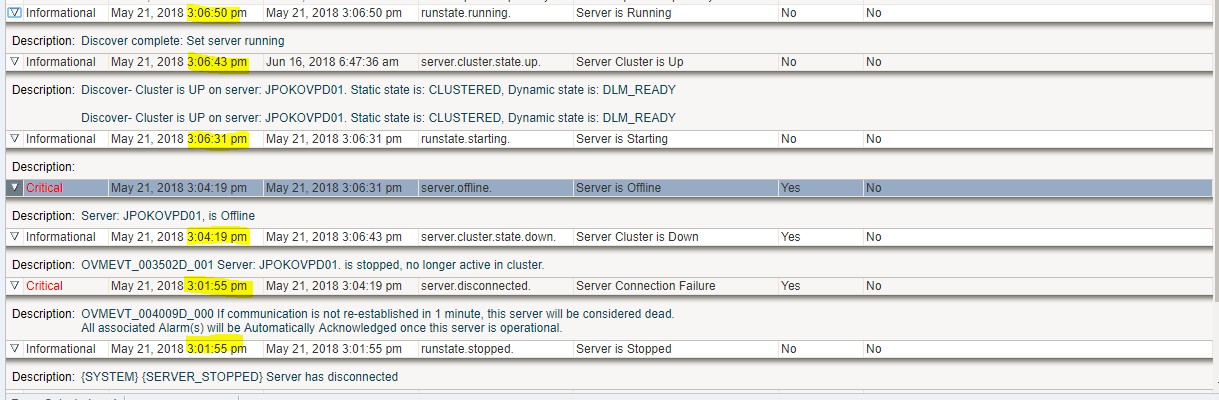 Informational May 21, 2018 3:06:50 pm May 21, 2018 3:06:50 pm runstate.running. Server is Running No No
Description: Discover complete: Set server running
Informational May 21, 2018 3:06:43 pm Jun 16, 2018 6:47:36 am server.cluster.state.up. Server Cluster is Up No No
Description: Discover- Cluster is UP on server: JPOKOVPD01. Static state is: CLUSTERED, Dynamic state is: DLM_READY
Discover- Cluster is UP on server: JPOKOVPD01. Static state is: CLUSTERED, Dynamic state is: DLM_READY
Informational May 21, 2018 3:06:31 pm May 21, 2018 3:06:31 pm runstate.starting. Server is Starting No No
Description:
Critical May 21, 2018 3:04:19 pm May 21, 2018 3:06:31 pm server.offline. Server is Offline Yes No
Description: Server: JPOKOVPD01, is Offline
Informational May 21, 2018 3:04:19 pm May 21, 2018 3:06:43 pm server.cluster.state.down. Server Cluster is Down Yes No
Description: OVMEVT_003502D_001 Server: JPOKOVPD01. is stopped, no longer active in cluster.
Critical May 21, 2018 3:01:55 pm May 21, 2018 3:04:19 pm server.disconnected. Server Connection Failure Yes No
Description: OVMEVT_004009D_000 If communication is not re-established in 1 minute, this server will be considered dead.
All associated Alarm(s) will be Automatically Acknowledged once this server is operational.
Informational May 21, 2018 3:01:55 pm May 21, 2018 3:01:55 pm runstate.stopped. Server is Stopped No No
Description: {SYSTEM} {SERVER_STOPPED} Server has disconnected